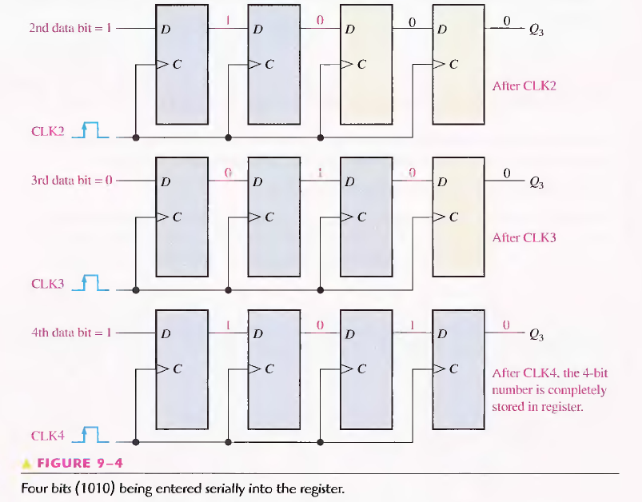 2nd data bit = 1 D 1 D 0 D 0 D 0 Q3
C C C C
After CLK2
CLK2
3rd data bit = 0 D 0 D 1 D 0 D 0 Q3
C C C C
After CLK3
CLK3
4th data bit = 1 D 1 D 0 D 1 D 0 Q3
C C C C
After CLK4, the 4-bit
number is completely
stored in register.
CLK4
FIGURE 9–4
Four bits (1010) being entered serially into the register.